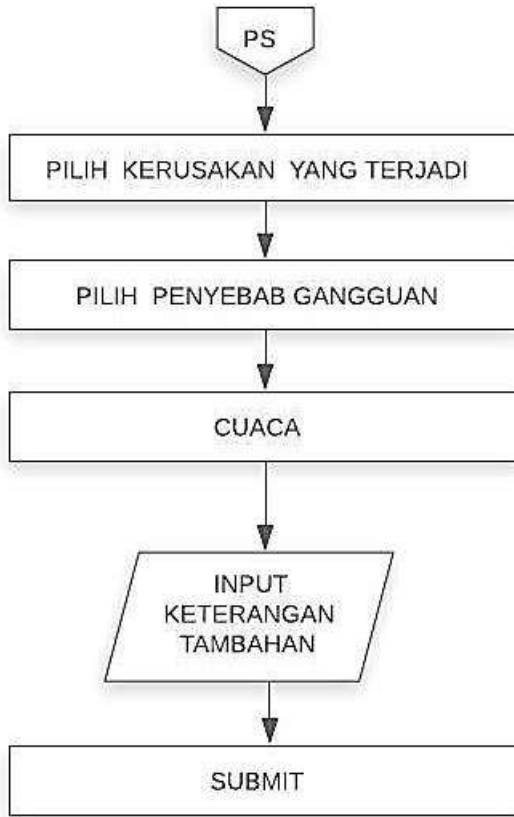 PS
PILIH KERUSAKAN YANG TERJADI
PILIH PENYEBAB GANGGUAN
CUACA
INPUT
KETERANGAN
TAMBAHAN
SUBMIT